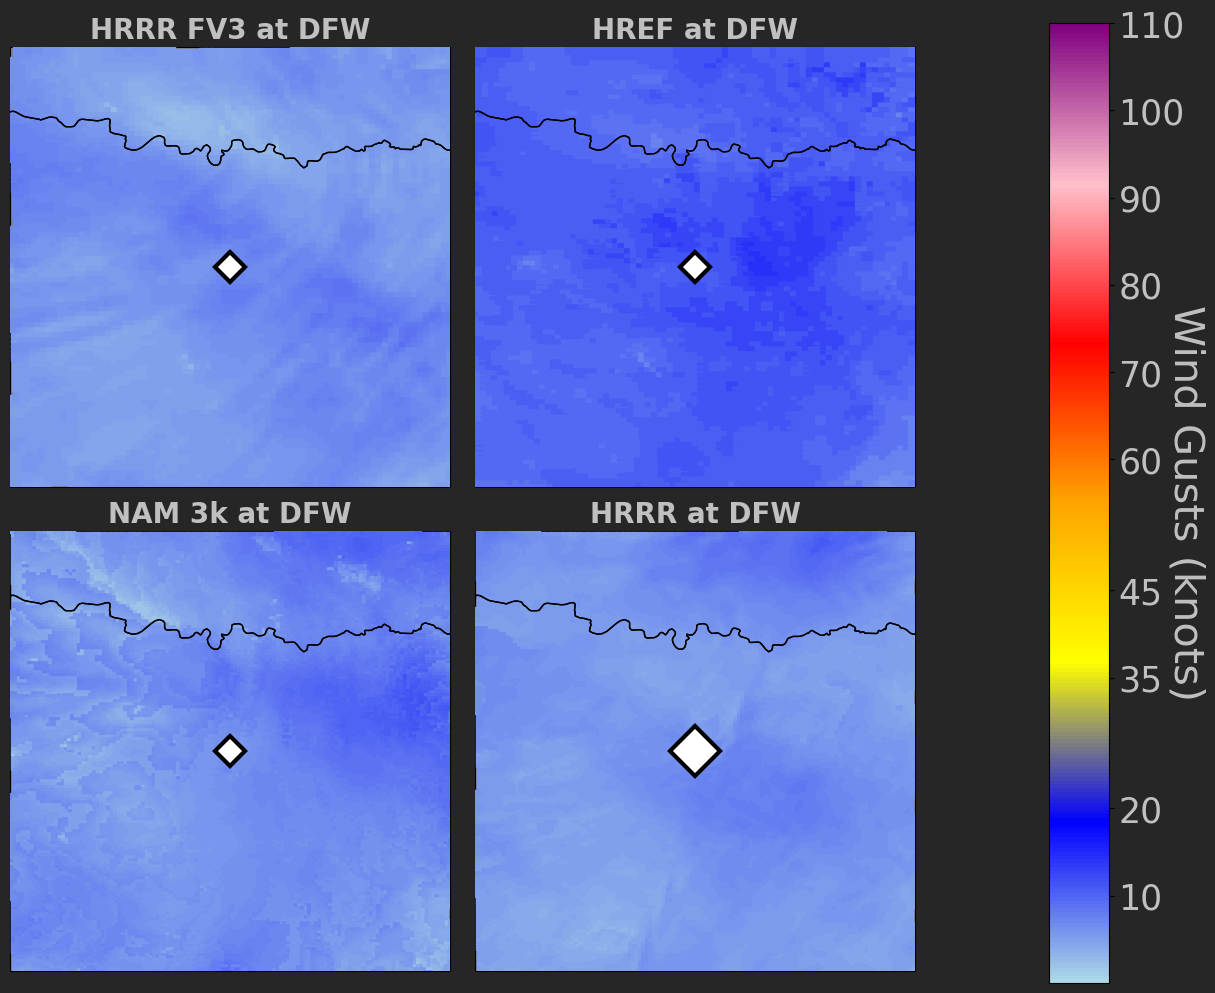 HRRR FV3 at DFW
HREF at DFW
NAM 3k at DFW
HRRR at DFW
110
100
90
80
70
60
45
35
20
10
Wind Gusts (knots)